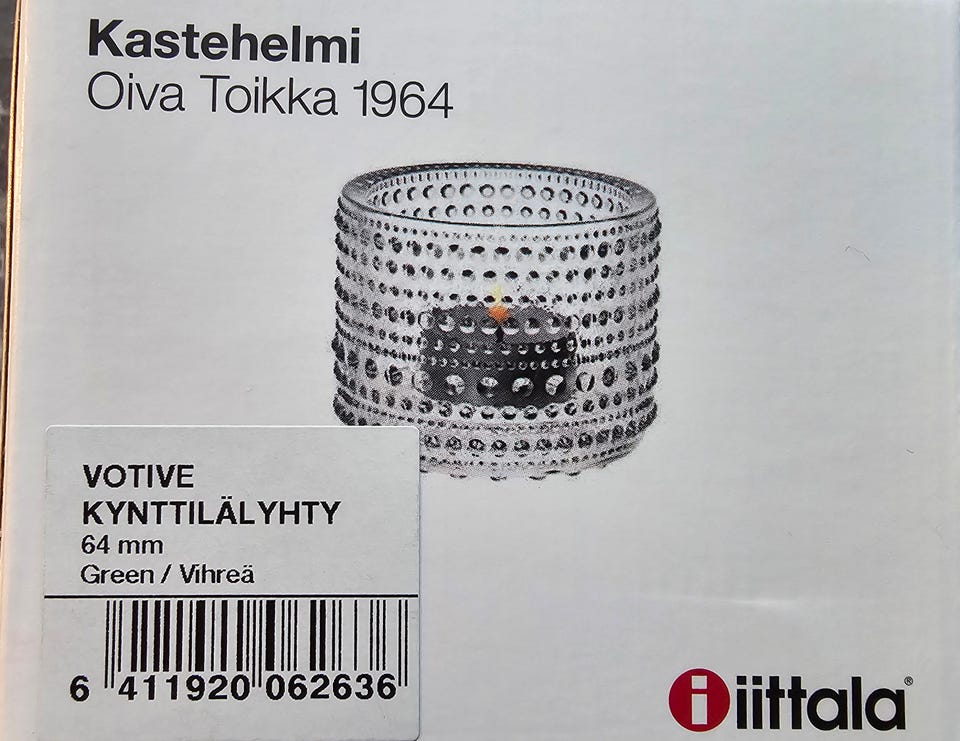 Kastehelmi
Oiva Toikka 1964
VOTIVE
KYNTTILÄLYHTY
64 mm
Green / Vihreä
6 411920 062636
i iittala®